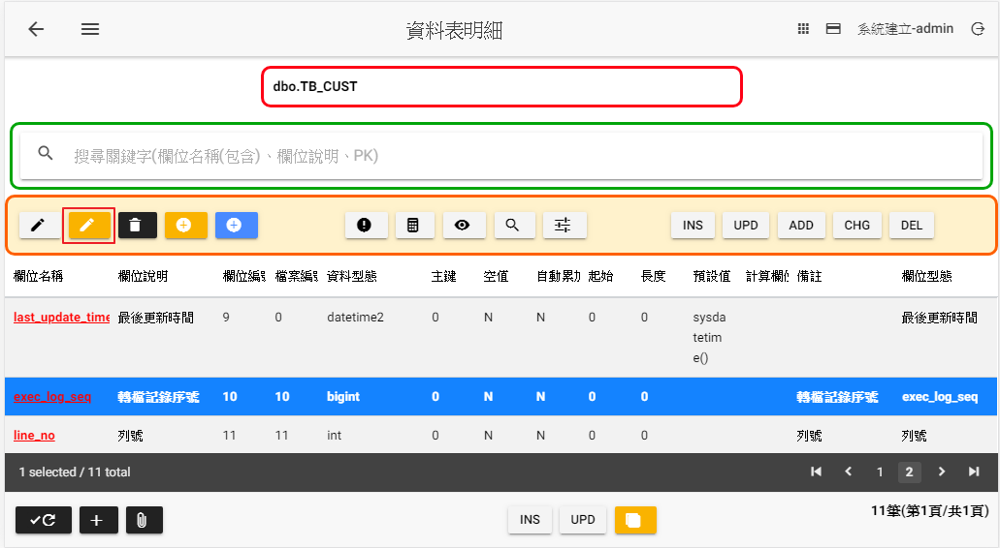 資料表明細
系統建立-admin
dbo.TB_CUST
搜尋關鍵字(欄位名稱(包含)、欄位說明、PK)
INS UPD ADD CHG DEL
欄位名稱 欄位說明 欄位編號 檔案編號 資料型態 主鍵 空值 自動累加 起始 長度 預設值 計算欄位 備註 欄位型態
last_update_time 最後更新時間 9 0 datetime2 0 N N 0 0 sysda 最後更新時間
tetim
e()
exec_log_seq 轉檔記錄序號 10 10 bigint 0 N N 0 0 轉檔記錄序號 exec_log_seq
line_no 列號 11 11 int 0 N N 0 0 列號 列號
1 selected / 11 total 1 2
INS UPD 11筆(第1頁/共1頁)